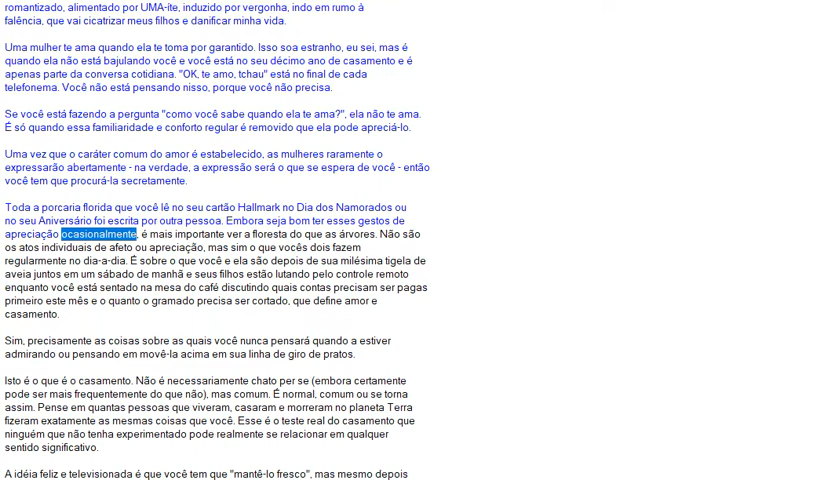 romantizado, alimentado por UMA-ite, induzido por vergonha, indo em rumo à
falência, que vai cicatrizar meus filhos e danificar minha vida.
Uma mulher te ama quando ela te toma por garantido. Isso soa estranho, eu sei, mas é
quando ela não está bajulando você e você está no seu décimo ano de casamento e é
apenas parte da conversa cotidiana. "OK, te amo, tchau" está no final de cada
telefonema. Você não está pensando nisso, porque você não precisa.
Se você está fazendo a pergunta "como você sabe quando ela te ama?", ela não te ama.
É só quando essa familiaridade e conforto regular é removido que ela pode apreciá-lo.
Uma vez que o caráter comum do amor é estabelecido, as mulheres raramente o
expressarão abertamente - na verdade, a expressão será o que se espera de você - então
você tem que procurá-la secretamente.
Toda a porcaria florida que você lê no seu cartão Hallmark no Dia dos Namorados ou
no seu Aniversário foi escrita por outra pessoa. Embora seja bom ter esses gestos de
apreciação ocasionalmente, é mais importante ver a floresta do que as árvores. Não são
os atos individuais de afeto ou apreciação, mas sim o que vocês dois fazem
regularmente no dia-a-dia. É sobre o que você e ela são depois de sua milésima tigela de
aveia juntos em um sábado de manhã e seus filhos estão lutando pelo controle remoto
enquanto você está sentado na mesa do café discutindo quais contas precisam ser pagas
primeiro este mês e o quanto o gramado precisa ser cortado, que define amor e
casamento.
Sim, precisamente as coisas sobre as quais você nunca pensará quando a estiver
admirando ou pensando em movê-la acima em sua linha de giro de pratos.
Isto é o que é o casamento. Não é necessariamente chato per se (embora certamente
pode ser mais frequentemente do que não), mas comum. É normal, comum ou se torna
assim. Pense em quantas pessoas que viveram, casaram e morreram no planeta Terra
fizeram exatamente as mesmas coisas que você. Esse é o teste real do casamento que
ninguém que não tenha experimentado pode realmente se relacionar em qualquer
sentido significativo.
A idéia feliz e televisionada é que você tem que "mantê-lo fresco", mas mesmo depois